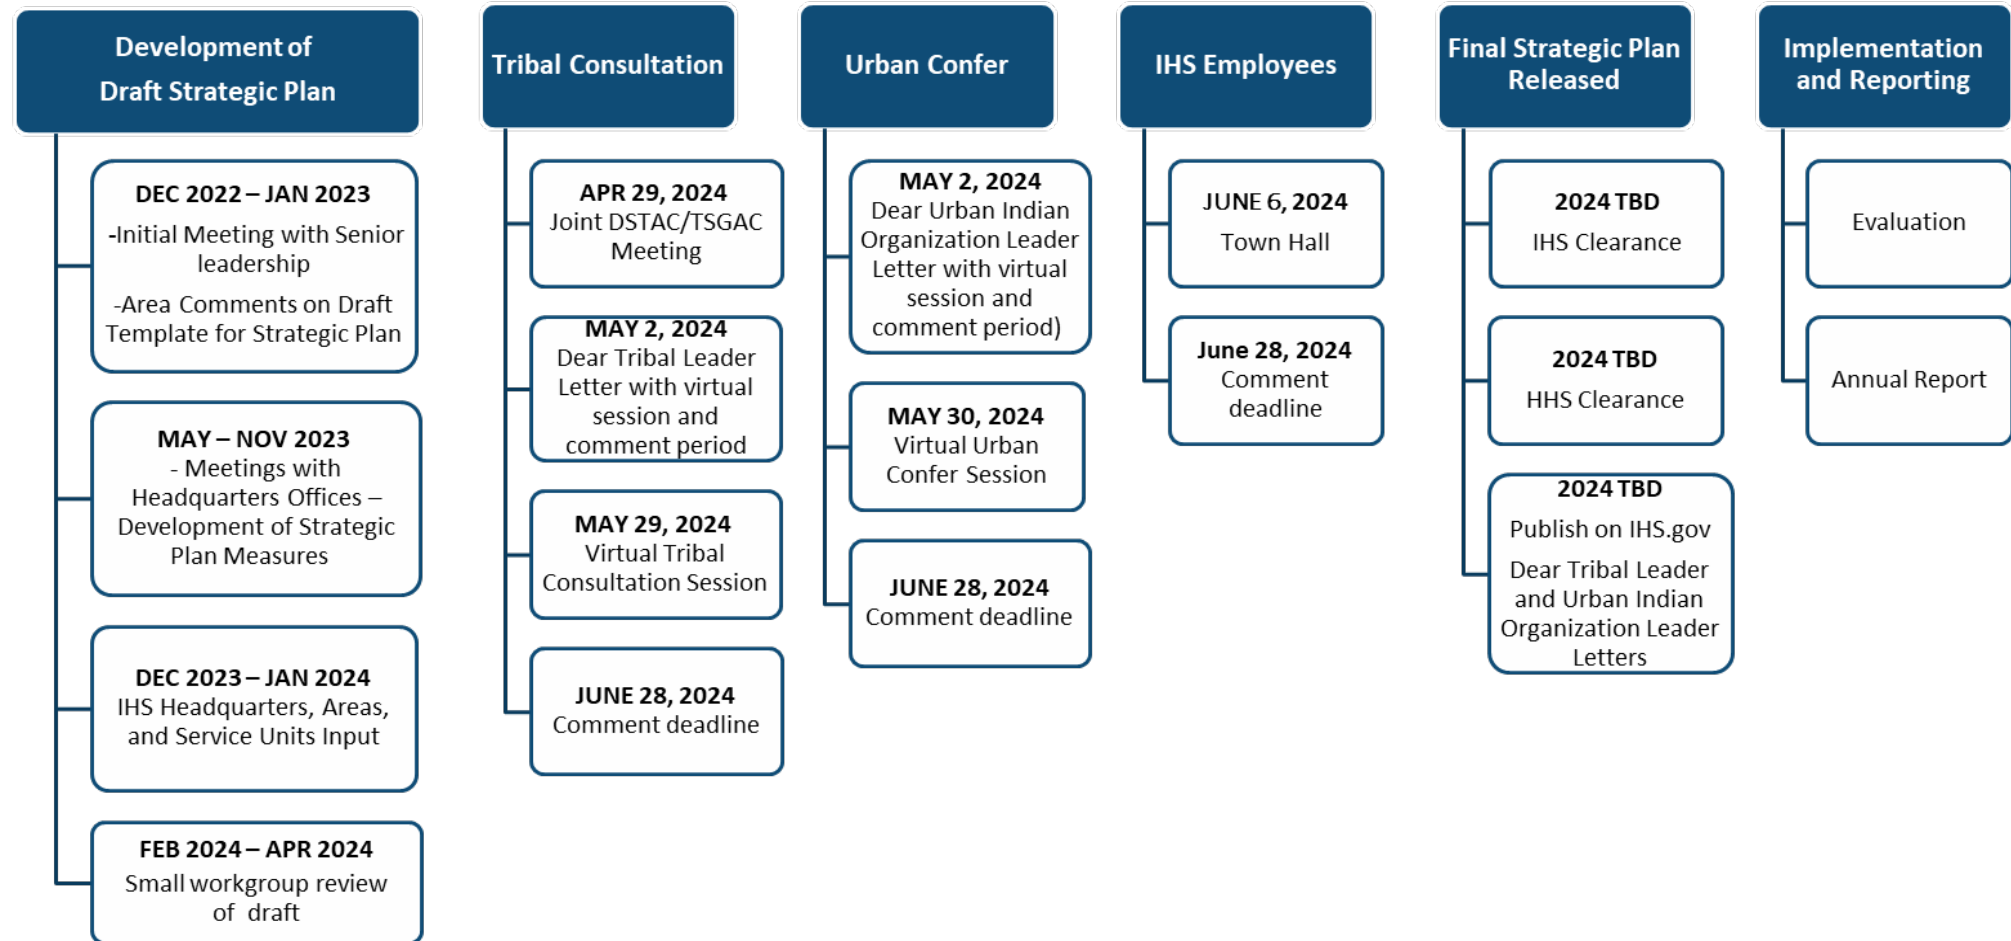 Development of
Draft Strategic Plan
DEC 2022 – JAN 2023
-Initial Meeting with Senior
leadership
-Area Comments on Draft
Template for Strategic Plan
MAY – NOV 2023
- Meetings with
Headquarters Offices –
Development of Strategic
Plan Measures
DEC 2023 – JAN 2024
IHS Headquarters, Areas,
and Service Units Input
FEB 2024 – APR 2024
Small workgroup review
of draft
Tribal Consultation
APR 29, 2024
Joint DSTAC/TSGAC
Meeting
MAY 2, 2024
Dear Tribal Leader
Letter with virtual
session and
comment period
MAY 29, 2024
Virtual Tribal
Consultation Session
JUNE 28, 2024
Comment deadline
Urban Confer
MAY 2, 2024
Dear Urban Indian
Organization Leader
Letter with virtual
session and
comment period)
MAY 30, 2024
Virtual Urban
Confer Session
JUNE 28, 2024
Comment deadline
IHS Employees
JUNE 6, 2024
Town Hall
June 28, 2024
Comment
deadline
Final Strategic Plan
Released
2024 TBD
IHS Clearance
2024 TBD
HHS Clearance
2024 TBD
Publish on IHS.gov
Dear Tribal Leader
and Urban Indian
Organization Leader
Letters
Implementation
and Reporting
Evaluation
Annual Report